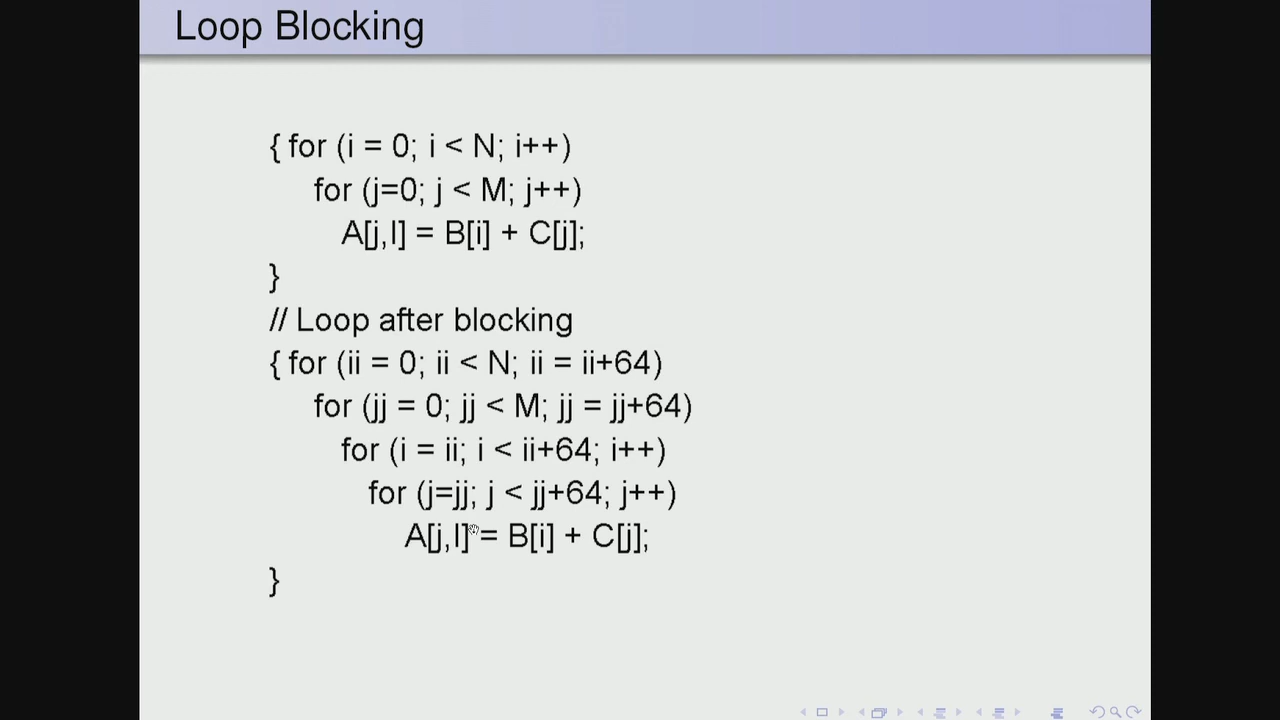 Loop Blocking
{ for (i = 0; i < N; i++)
for (j=0; j < M; j++)
A[j,I] = B[i] + C[j];
}
// Loop after blocking
{ for (ii = 0; ii < N; ii = ii+64)
for (jj = 0; jj < M; jj = jj+64)
for (i = ii; i < ii+64; i++)
for (j=jj; j < jj+64; j++)
A[j,I] = B[i] + C[j];
}